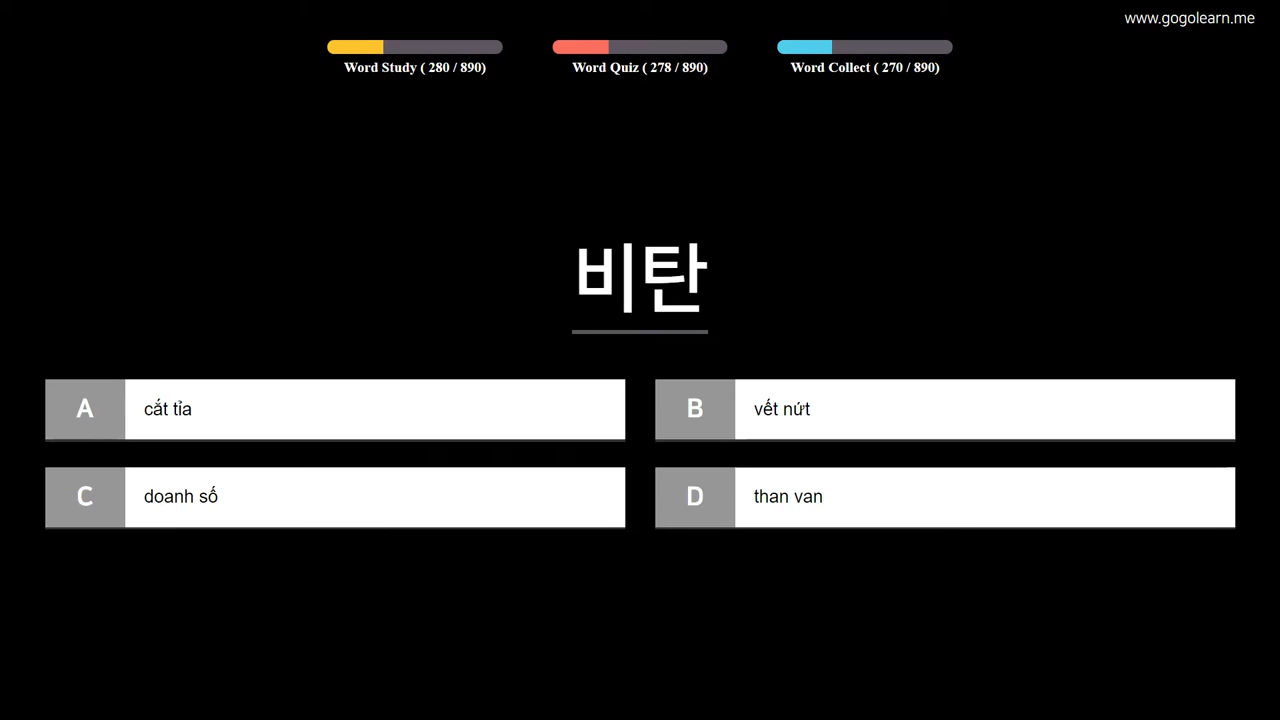 www.gogolearn.me
Word Study ( 280 / 890)
Word Quiz ( 278 / 890)
Word Collect ( 270 / 890)
비탄
A cắt tỉa
B vết nứt
C doanh số
D than van